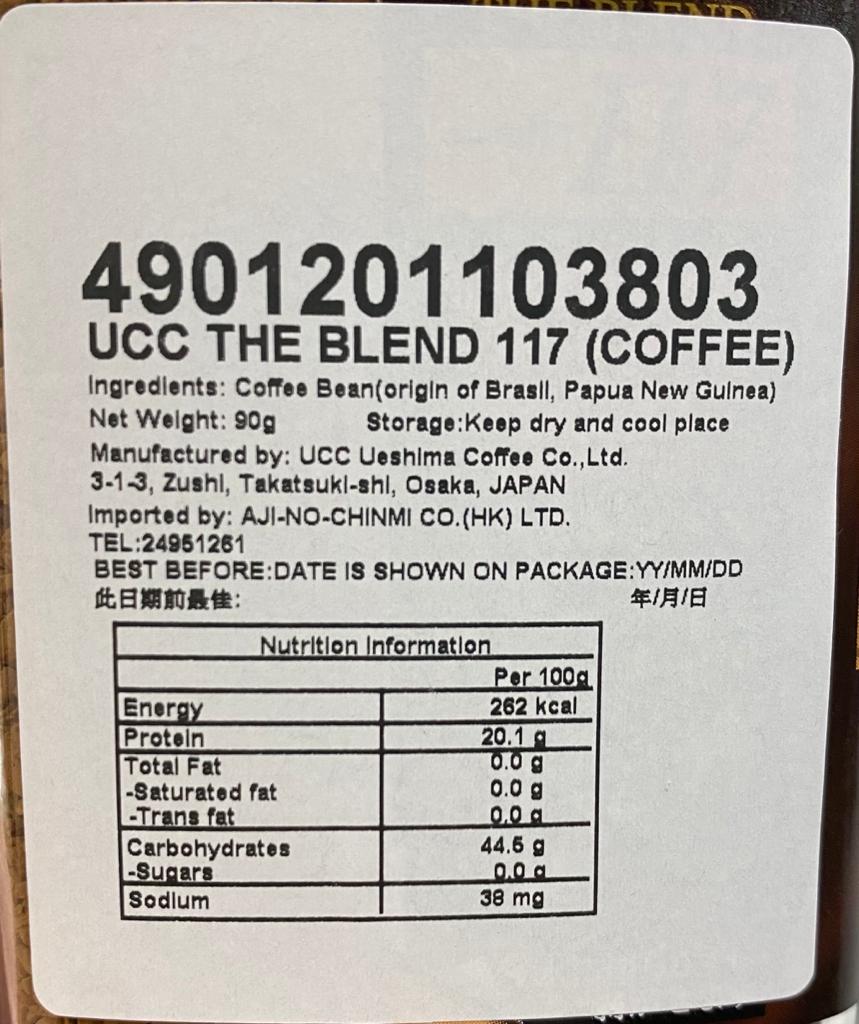 THE BLEND
4901201103803
UCC THE BLEND 117 (COFFEE)
Ingredients: Coffee Bean(origin of Brasil, Papua New Guinea)
Net Weight: 90g Storage:Keep dry and cool place
Manufactured by: UCC Ueshima Coffee Co.,Ltd.
3-1-3, Zushi, Takatsuki-shi, Osaka, JAPAN
Imported by: AJI-NO-CHINMI CO.(HK) LTD.
TEL:24951261
BEST BEFORE:DATE IS SHOWN ON PACKAGE:YY/MM/DD
此日期前最佳: 年/月/日
Nutrition Information
Per 100g
Energy 262 kcal
Protein 20.1 g
Total Fat 0.0 g
-Saturated fat 0.0 g
-Trans fat 0.0 g
Carbohydrates 44.5 g
-Sugars 0.0 g
Sodium 38 mg